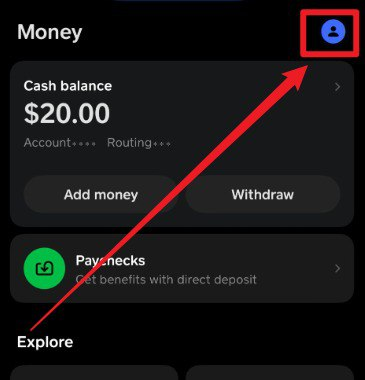 Money
Cash balance
$20.00
Account•••• Routing•••
Add money
Withdraw
Paychecks
Get benefits with direct deposit
Explore